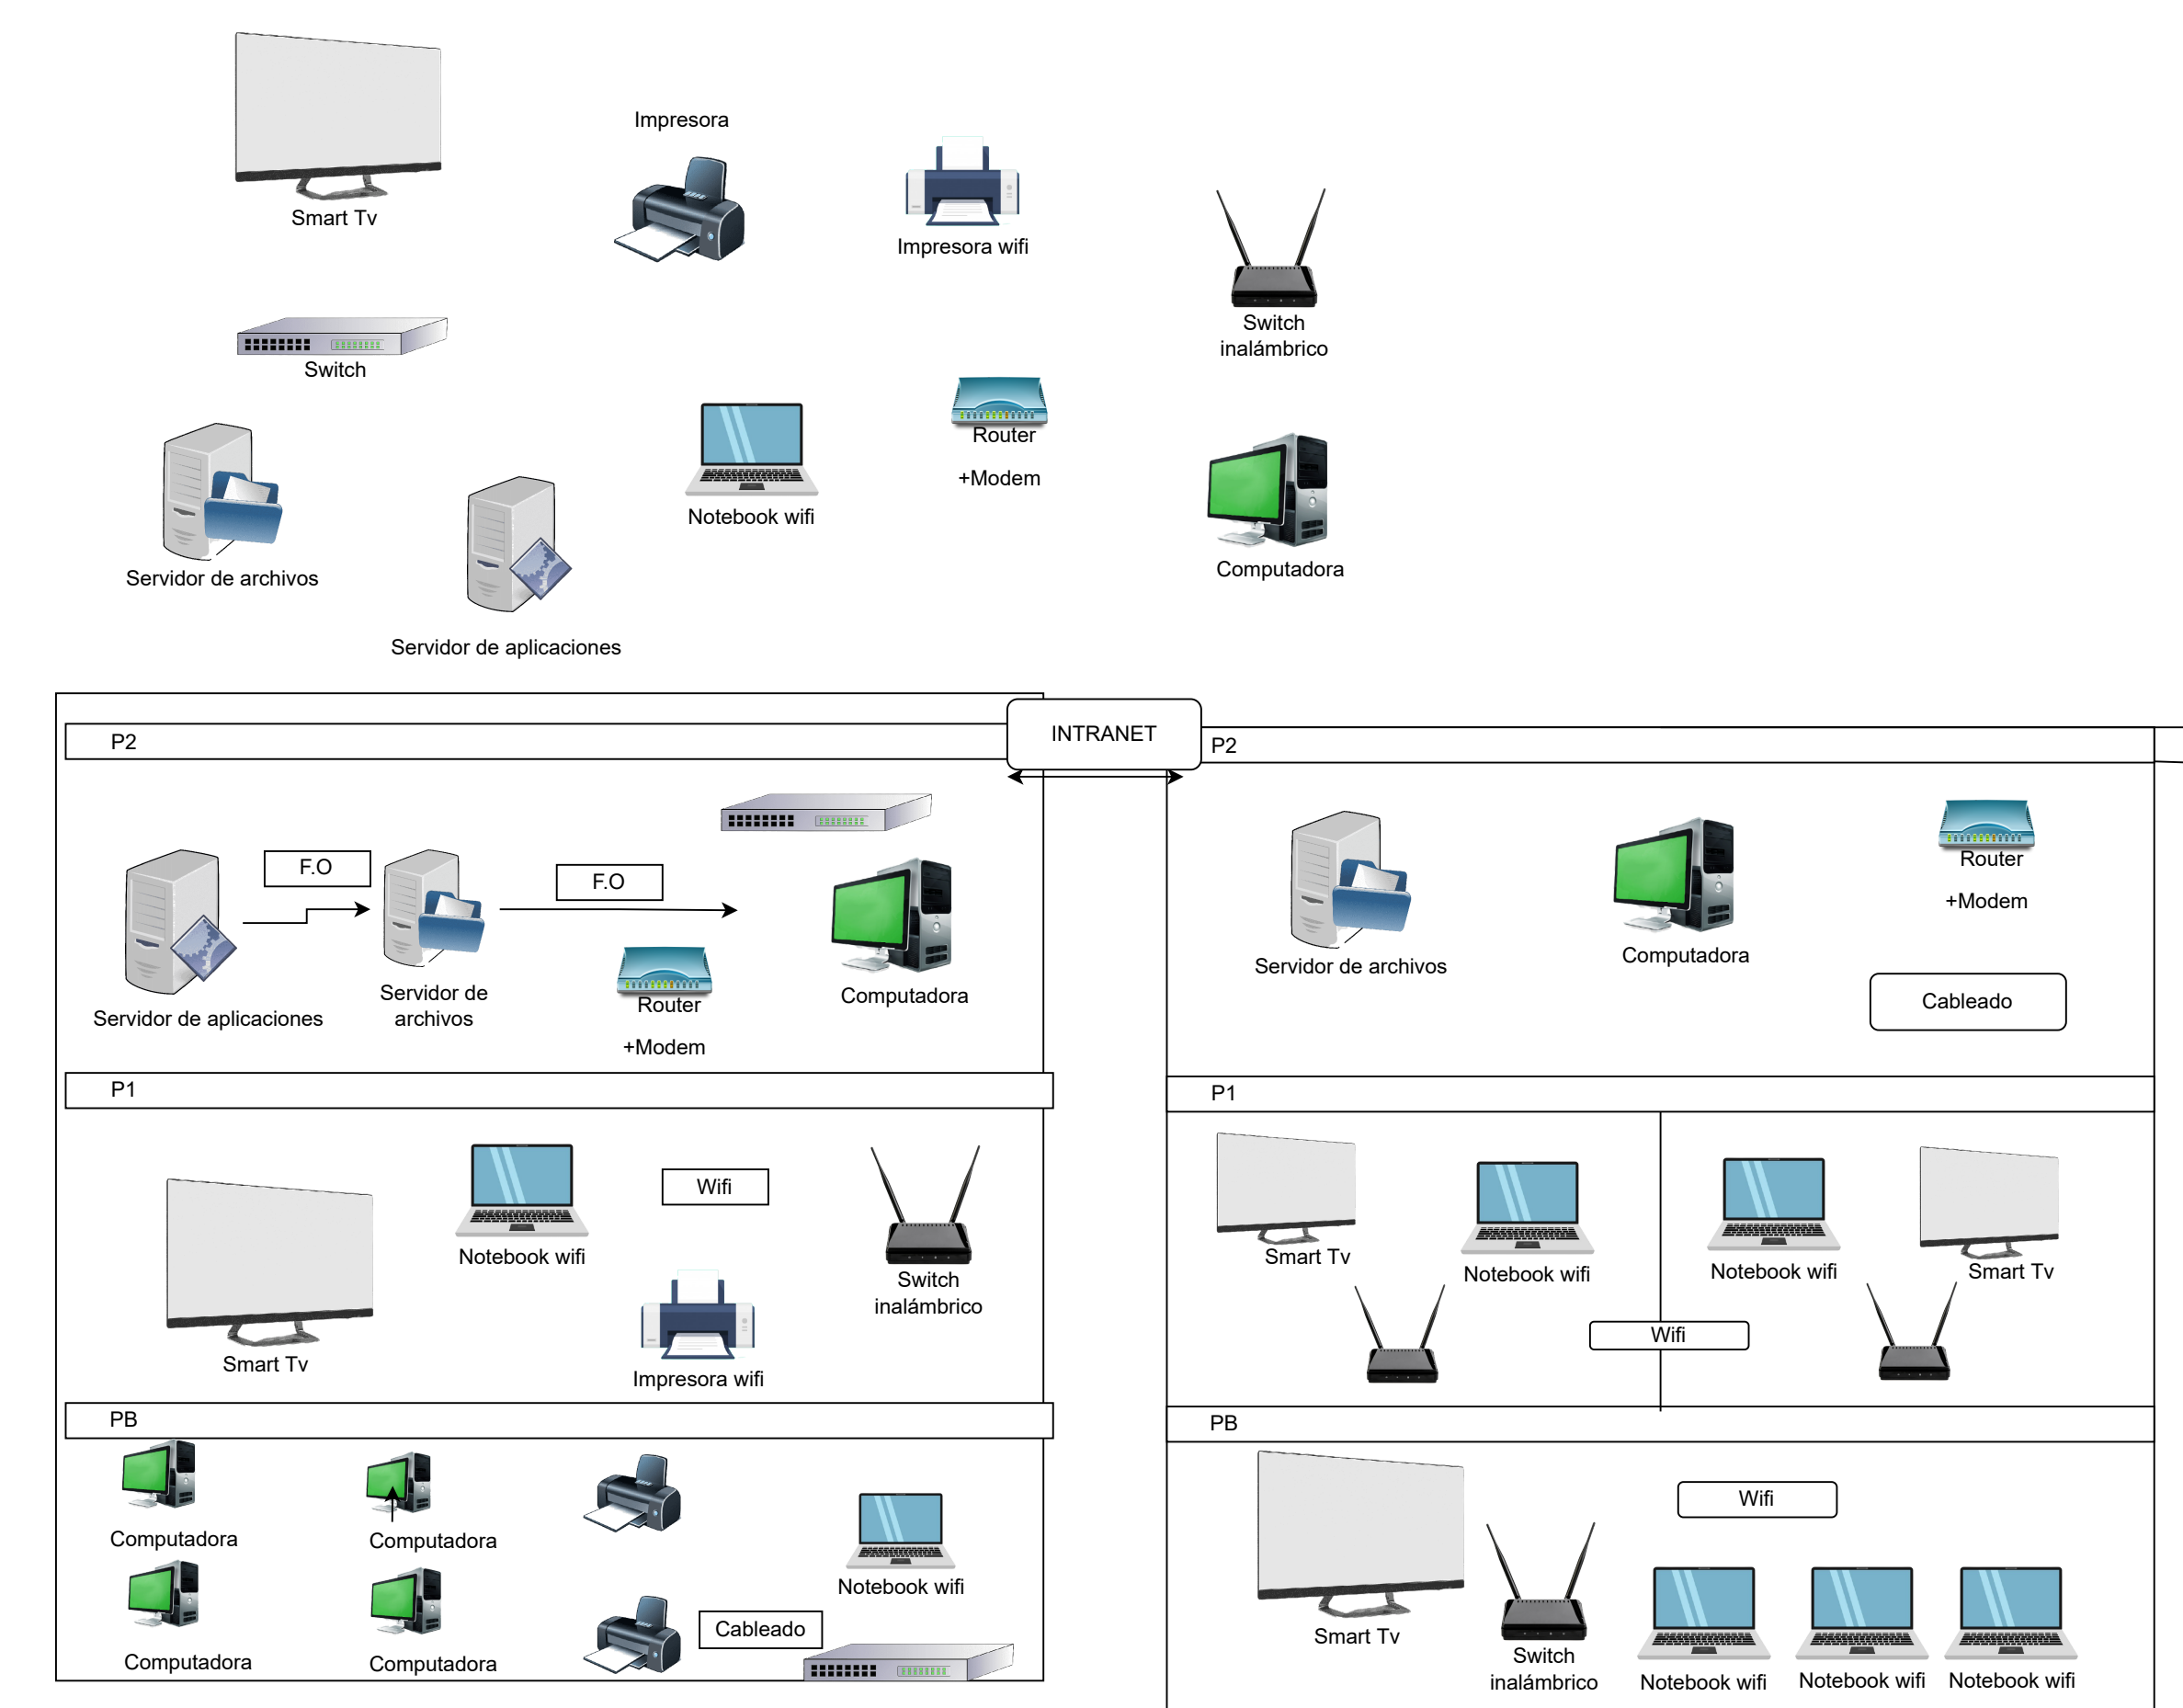 Smart Tv
Impresora
Impresora wifi
Switch
inalámbrico
Switch
Notebook wifi
Router
+Modem
Computadora
Servidor de archivos
Servidor de aplicaciones
INTRANET
P2
F.O
F.O
Servidor de aplicaciones
Servidor de
archivos
Router
+Modem
Computadora
P1
Smart Tv
Notebook wifi
Wifi
Impresora wifi
Switch
inalámbrico
PB
Computadora
Computadora
Computadora
Computadora
Notebook wifi
Cableado
P2
Servidor de archivos
Computadora
Router
+Modem
Cableado
P1
Smart Tv
Notebook wifi
Notebook wifi
Smart Tv
Wifi
PB
Smart Tv
Wifi
Switch
inalámbrico
Notebook wifi
Notebook wifi
Notebook wifi